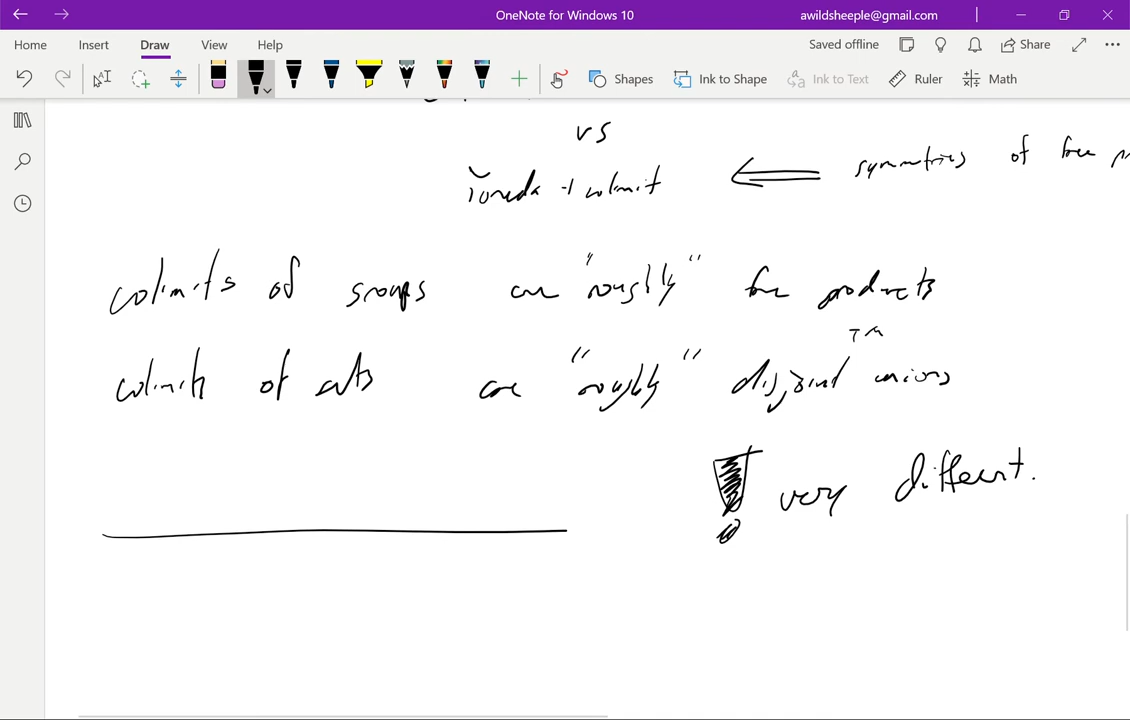 OneNote for Windows 10
awildsheeple@gmail.com
Home Insert Draw View Help
Saved offline
Share
Shapes
Ink to Shape
Ink to Text
Ruler
Math
vs
Yoneda + colimit
symmetries of free
colimits of groups are "roughly" free products
TM
colimits of sets are "roughly" disjoint unions
! very different.